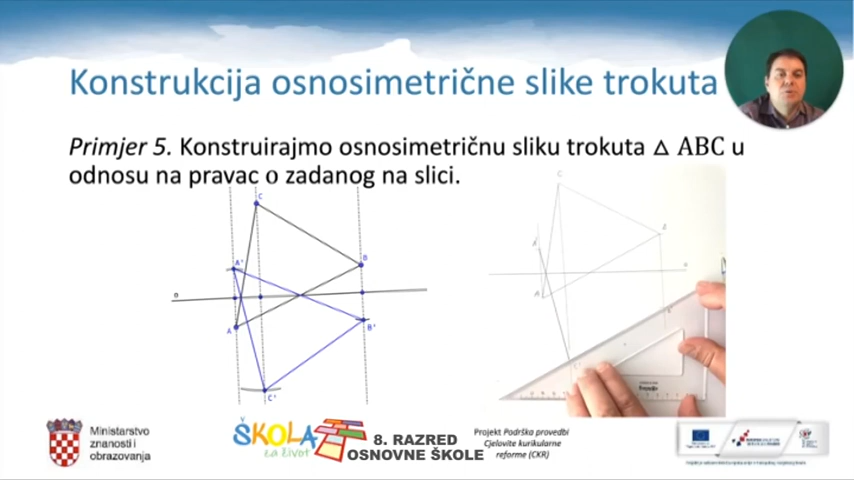 Konstrukcija osnosimetrične slike trokuta
Primjer 5. Konstruirajmo osnosimetričnu sliku trokuta △ ABC u
odnosu na pravac o zadanog na slici.
C
A'
B
o
A
B'
C'
C
B
A'
A
Ministarstvo
znanosti i
obrazovanja
ŠKOLA
za život
8. RAZRED
OSNOVNE ŠKOLE
Projekt Podrška provedbi
Cjelovite kurikularne
reforme (CKR)